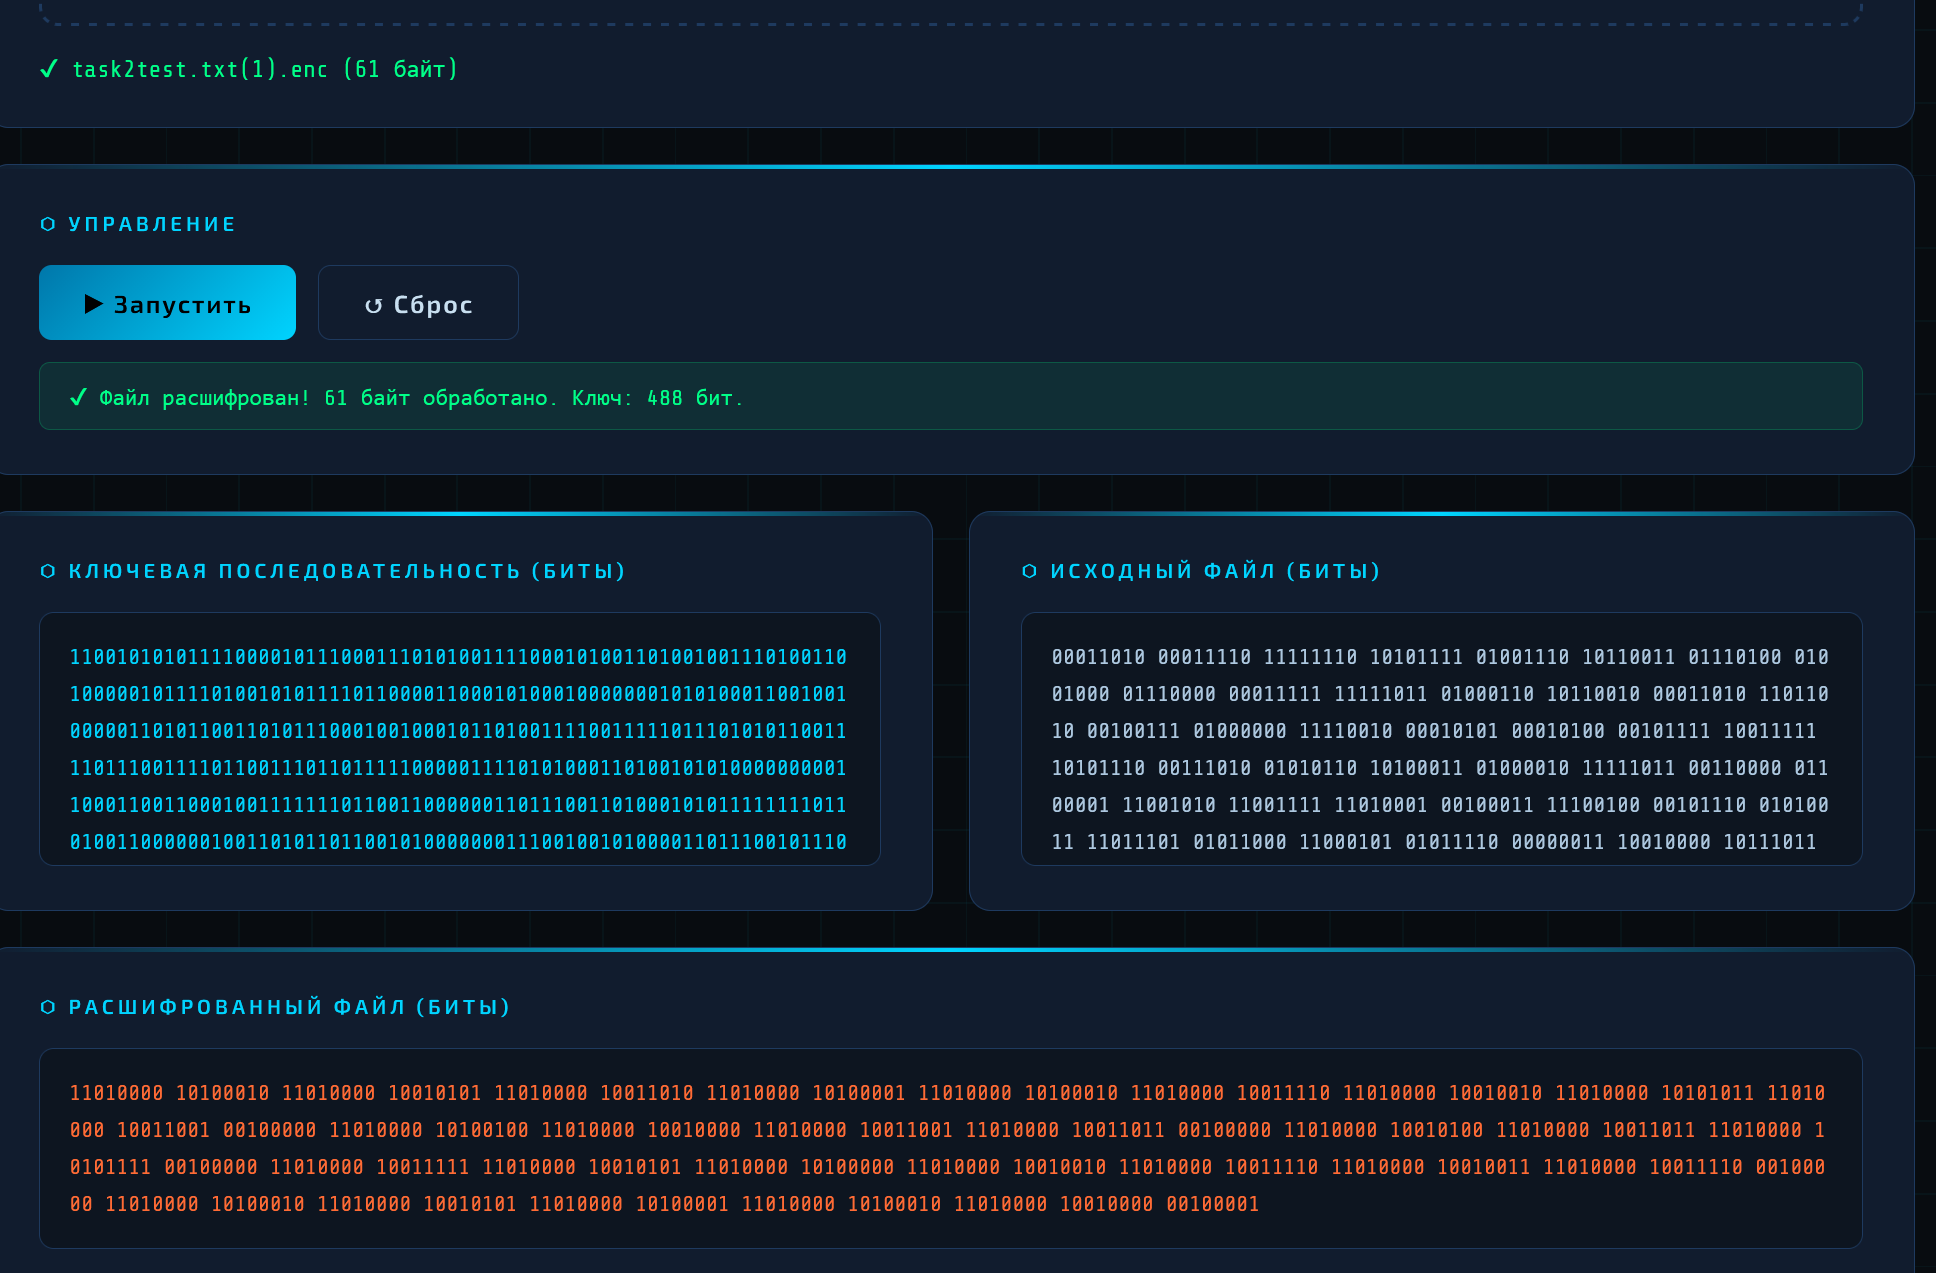 ✓ task2test.txt(1).enc (61 байт)
⬡ УПРАВЛЕНИЕ
▶ Запустить
↺ Сброс
✓ Файл расшифрован! 61 байт обработано. Ключ: 488 бит.
⬡ КЛЮЧЕВАЯ ПОСЛЕДОВАТЕЛЬНОСТЬ (БИТЫ)
110010101011110000101110001110101001111000101001101001001110100110
100000101111010010101111011000011000101000100000001010100011001001
000001101011001101011100010010001011010011110011111011101010110011
110111001111011001110110111110000011110101000110100101010000000001
100011001100010011111110110011000000110111001101000101011111111011
010011000000100110101101100101000000011100100101000011011100101110
⬡ ИСХОДНЫЙ ФАЙЛ (БИТЫ)
00011010 00011110 11111110 10101111 01001110 10110011 01110100 010
01000 01110000 00011111 11111011 01000110 10110010 00011010 110110
10 00100111 01000000 11110010 00010101 00010100 00101111 10011111
10101110 00111010 01010110 10100011 01000010 11111011 00110000 011
00001 11001010 11001111 11010001 00100011 11100100 00101110 010100
11 11011101 01011000 11000101 01011110 00000011 10010000 10111011
⬡ РАСШИФРОВАННЫЙ ФАЙЛ (БИТЫ)
11010000 10100010 11010000 10010101 11010000 10011010 11010000 10100001 11010000 10100010 11010000 10011110 11010000 10010010 11010000 10101011 11010
000 10011001 00100000 11010000 10100100 11010000 10010000 11010000 10011001 11010000 10011011 00100000 11010000 10010100 11010000 10011011 11010000 1
0101111 00100000 11010000 10011111 11010000 10010101 11010000 10100000 11010000 10010010 11010000 10011110 11010000 10010011 11010000 10011110 001000
00 11010000 10100010 11010000 10010101 11010000 10100001 11010000 10100010 11010000 10010000 00100001